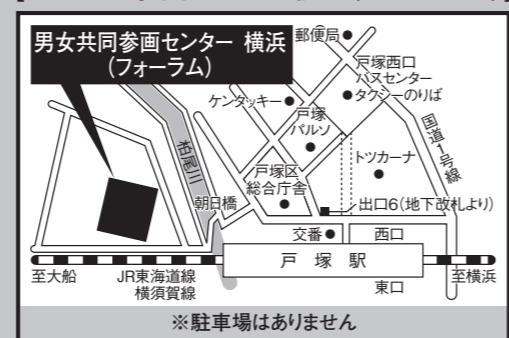 男女共同参画センター 横浜
(フォーラム)
郵便局
戸塚西口
バスセンター
タクシーのりば
ケンタッキー
戸塚
パルソ
国道1号線
柏尾川
トツカーナ
戸塚区
総合庁舎
朝日橋
出口6(地下改札より)
交番
西口
戸塚駅
至大船
JR東海道線
横須賀線
至横浜
東口
※駐車場はありません